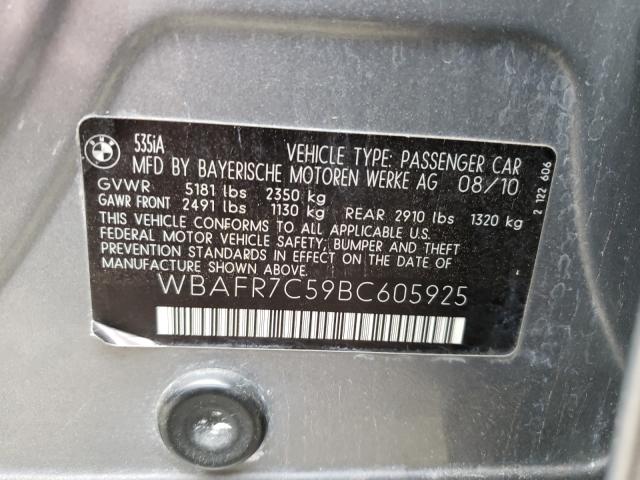 BMW
535iA
VEHICLE TYPE: PASSENGER CAR
MFD BY BAYERISCHE MOTOREN WERKE AG 08/10
GVWR 5181 lbs 2350 kg
GAWR FRONT 2491 lbs 1130 kg REAR 2910 lbs 1320 kg
THIS VEHICLE CONFORMS TO ALL APPLICABLE U.S.
FEDERAL MOTOR VEHICLE SAFETY, BUMPER AND THEFT
PREVENTION STANDARDS IN EFFECT ON THE DATE OF
MANUFACTURE SHOWN ABOVE.
WBAFR7C59BC605925
2 122 606